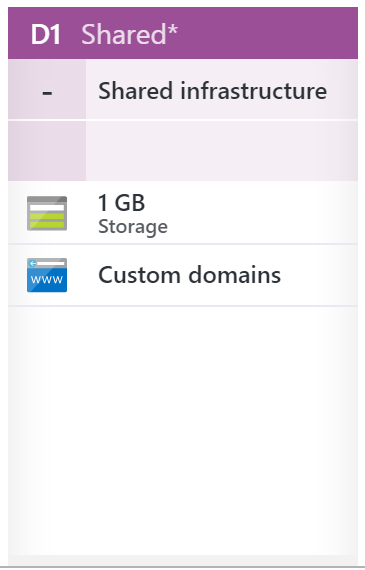 D1 Shared*
- Shared infrastructure
1 GB
Storage
www
Custom domains